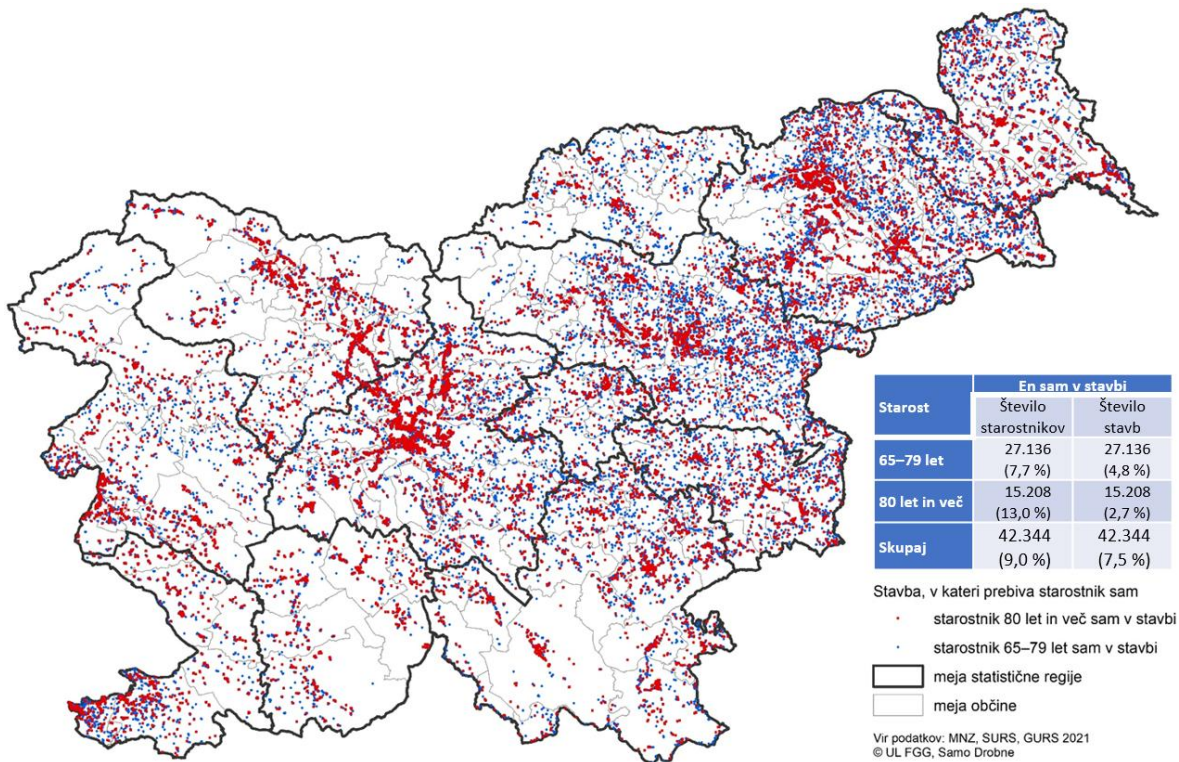 Starost
En sam v stavbi
Število
starostnikov
Število
stavb
65–79 let
27.136
(7,7 %)
27.136
(4,8 %)
80 let in več
15.208
(13,0 %)
15.208
(2,7 %)
Skupaj
42.344
(9,0 %)
42.344
(7,5 %)
Stavba, v kateri prebiva starostnik sam
starostnik 80 let in več sam v stavbi
starostnik 65–79 let sam v stavbi
meja statistične regije
meja občine
Vir podatkov: MNZ, SURS, GURS 2021
© UL FGG, Samo Drobne